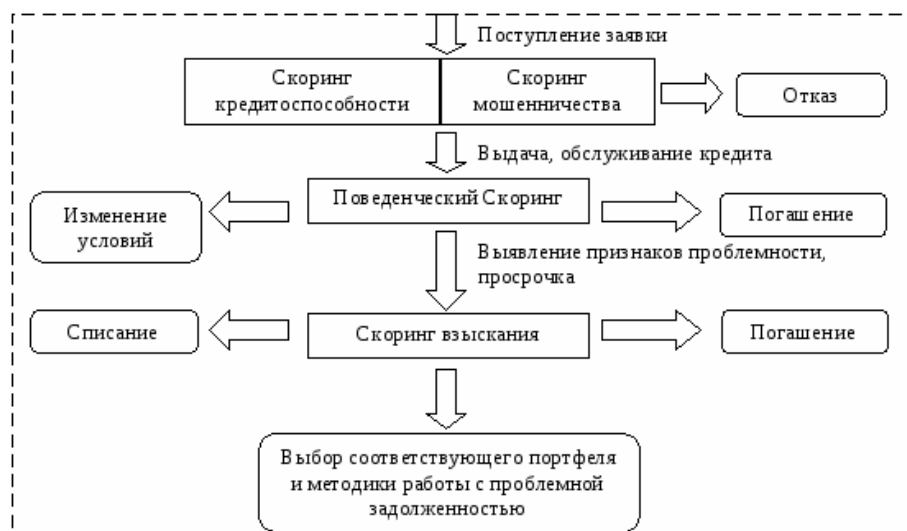 Поступление заявки
Скоринг
кредитоспособности
Скоринг
мошенничества
Отказ
Выдача, обслуживание кредита
Изменение
условий
Поведенческий Скоринг
Погашение
Выявление признаков проблемности,
просрочка
Списание
Скоринг взыскания
Погашение
Выбор соответствующего портфеля
и методики работы с проблемной
задолженностью